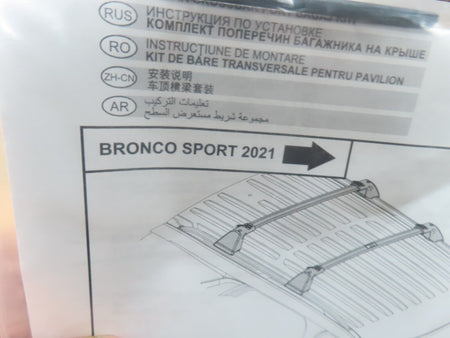 RUS ИНСТРУКЦИЯ ПО УСТАНОВКЕ
КОМПЛЕКТ ПОПЕРЕЧИН БАГАЖНИКА НА КРЫШЕ
RO INSTRUCŢIUNE DE MONTARE
KIT DE BARE TRANSVERSALE PENTRU PAVILION
ZH-CN 安装说明
车顶横梁套装
AR تعليمات التركيب
مجموعة شريط مستعرض السطح
BRONCO SPORT 2021